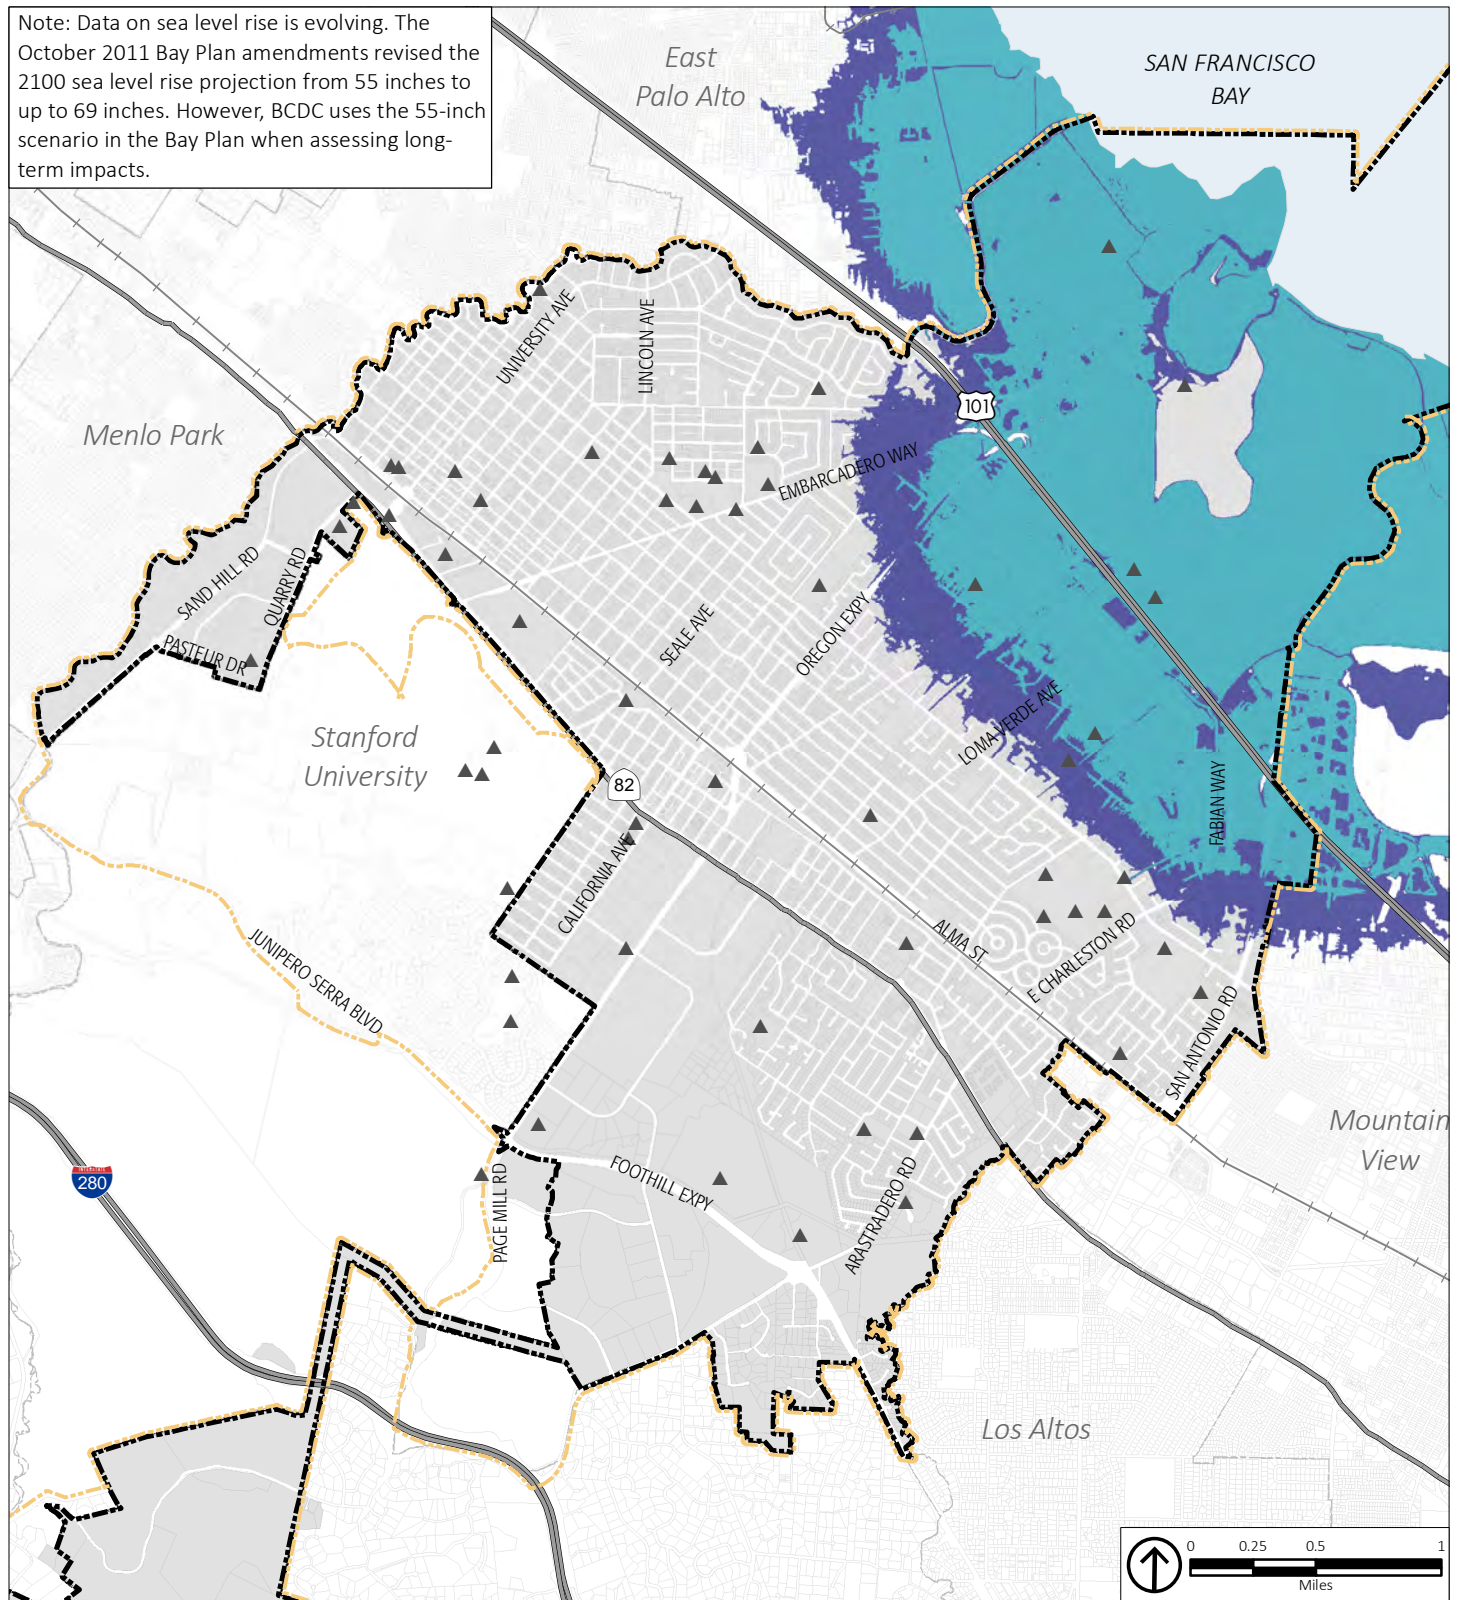 Note: Data on sea level rise is evolving. The
October 2011 Bay Plan amendments revised the
2100 sea level rise projection from 55 inches to
up to 69 inches. However, BCDC uses the 55-inch
scenario in the Bay Plan when assessing long-
term impacts.
East
Palo Alto
SAN FRANCISCO
BAY
UNIVERSITY AVE
LINCOLN AVE
101
Menlo Park
EMBARCADERO WAY
SAND HILL RD
QUARRY RD
PASTEUR DR
SEALE AVE
OREGON EXPY
LOMA VERDE AVE
Stanford
University
82
FABIAN WAY
CALIFORNIA AVE
ALMA ST
E CHARLESTON RD
JUNIPERO SERRA BLVD
SAN ANTONIO RD
Mountain
View
280
PAGE MILL RD
FOOTHILL EXPY
ARASTRADERO RD
Los Altos
0 0.25 0.5 1
Miles